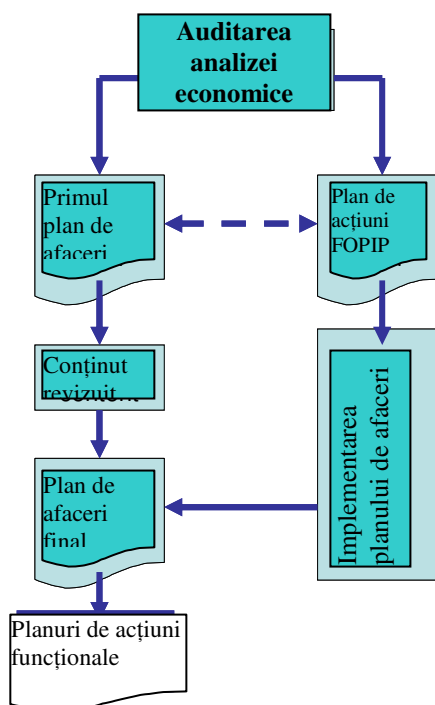 Auditarea
analizei
economice
Primul
plan de
afaceri
Plan de
acțiuni
FOPIP
Conținut
revizuit
Implementarea
planului de afaceri
Plan de
afaceri
final
Planuri de acțiuni
funcționale